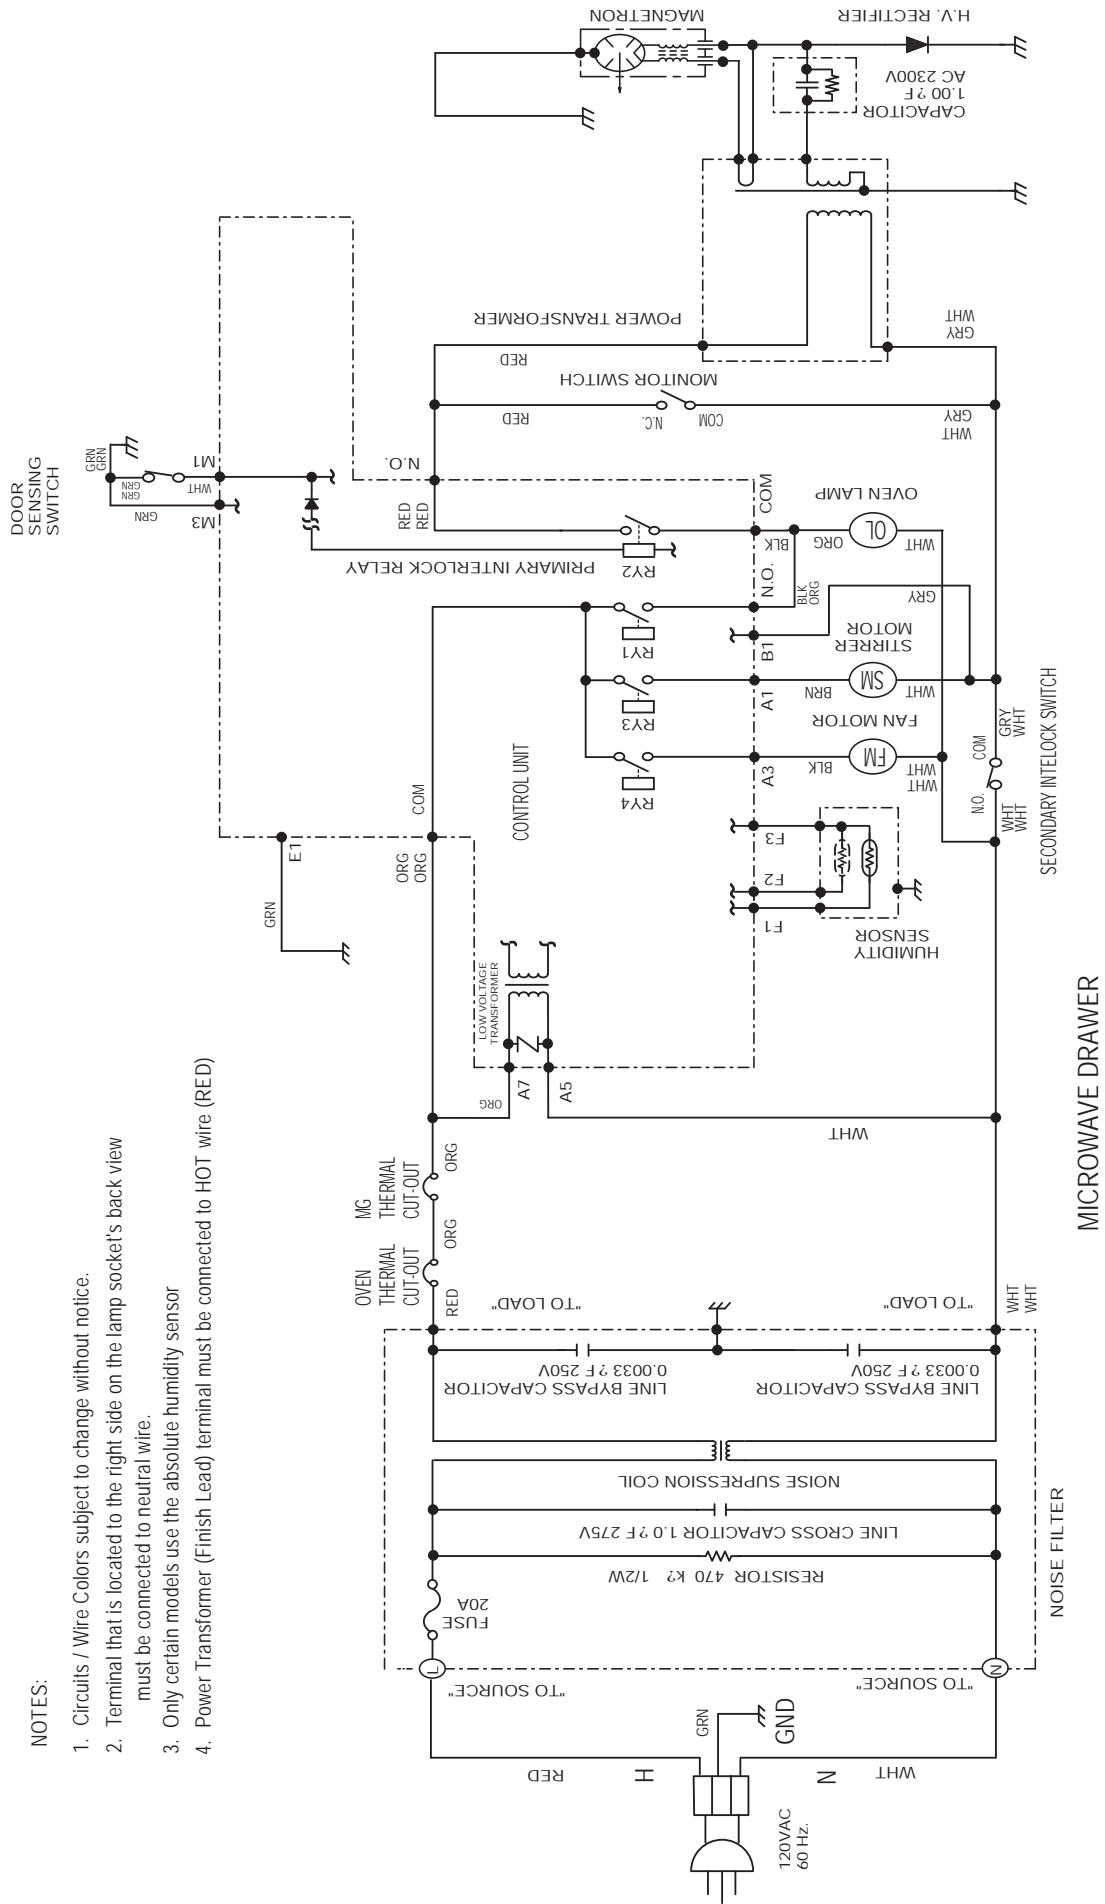 NOTES:
1. Circuits / Wire Colors subject to change without notice.
2. Terminal that is located to the right side on the lamp socket's back view
must be connected to neutral wire.
3. Only certain models use the absolute humidity sensor
4. Power Transformer (Finish Lead) terminal must be connected to HOT wire (RED)
120VAC
60 Hz.
H
N
GRN
GND
RED
WHT
L
N
"TO SOURCE"
"TO SOURCE"
FUSE
20A
RESISTOR 470 k? 1/2W
LINE CROSS CAPACITOR 1.0 ? F 275V
NOISE SUPRESSION COIL
LINE BYPASS CAPACITOR
0.0033 ? F 250V
LINE BYPASS CAPACITOR
0.0033 ? F 250V
"TO LOAD"
"TO LOAD"
NOISE FILTER
RED
OVEN
THERMAL
CUT-OUT
ORG
MG
THERMAL
CUT-OUT
ORG
WHT
WHT
ORG
A7
A5
WHT
LOW VOLTAGE
TRANSFORMER
GRN
E1
ORG
ORG
COM
CONTROL UNIT
HUMIDITY
SENSOR
F1
F2
F3
RY4
RY3
RY1
RY2
A3
A1
B1
N.O.
COM
BLK
FM
FAN MOTOR
WHT
WHT
BRN
SM
STIRRER
MOTOR
WHT
GRY
BLK
ORG
BLK
ORG
OL
OVEN LAMP
WHT
N.O.
COM
WHT
WHT
GRY
WHT
SECONDARY INTELOCK SWITCH
PRIMARY INTERLOCK RELAY
DOOR
SENSING
SWITCH
GRN
GRN
GRN
GRN
GRN
WHT
M3
M1
N.O.
RED
RED
RED
MONITOR SWITCH
N.C.
COM
GRY
WHT
RED
POWER TRANSFORMER
GRY
WHT
MAGNETRON
H.V. RECTIFIER
CAPACITOR
1.00 ? F
AC 2300V
MICROWAVE DRAWER